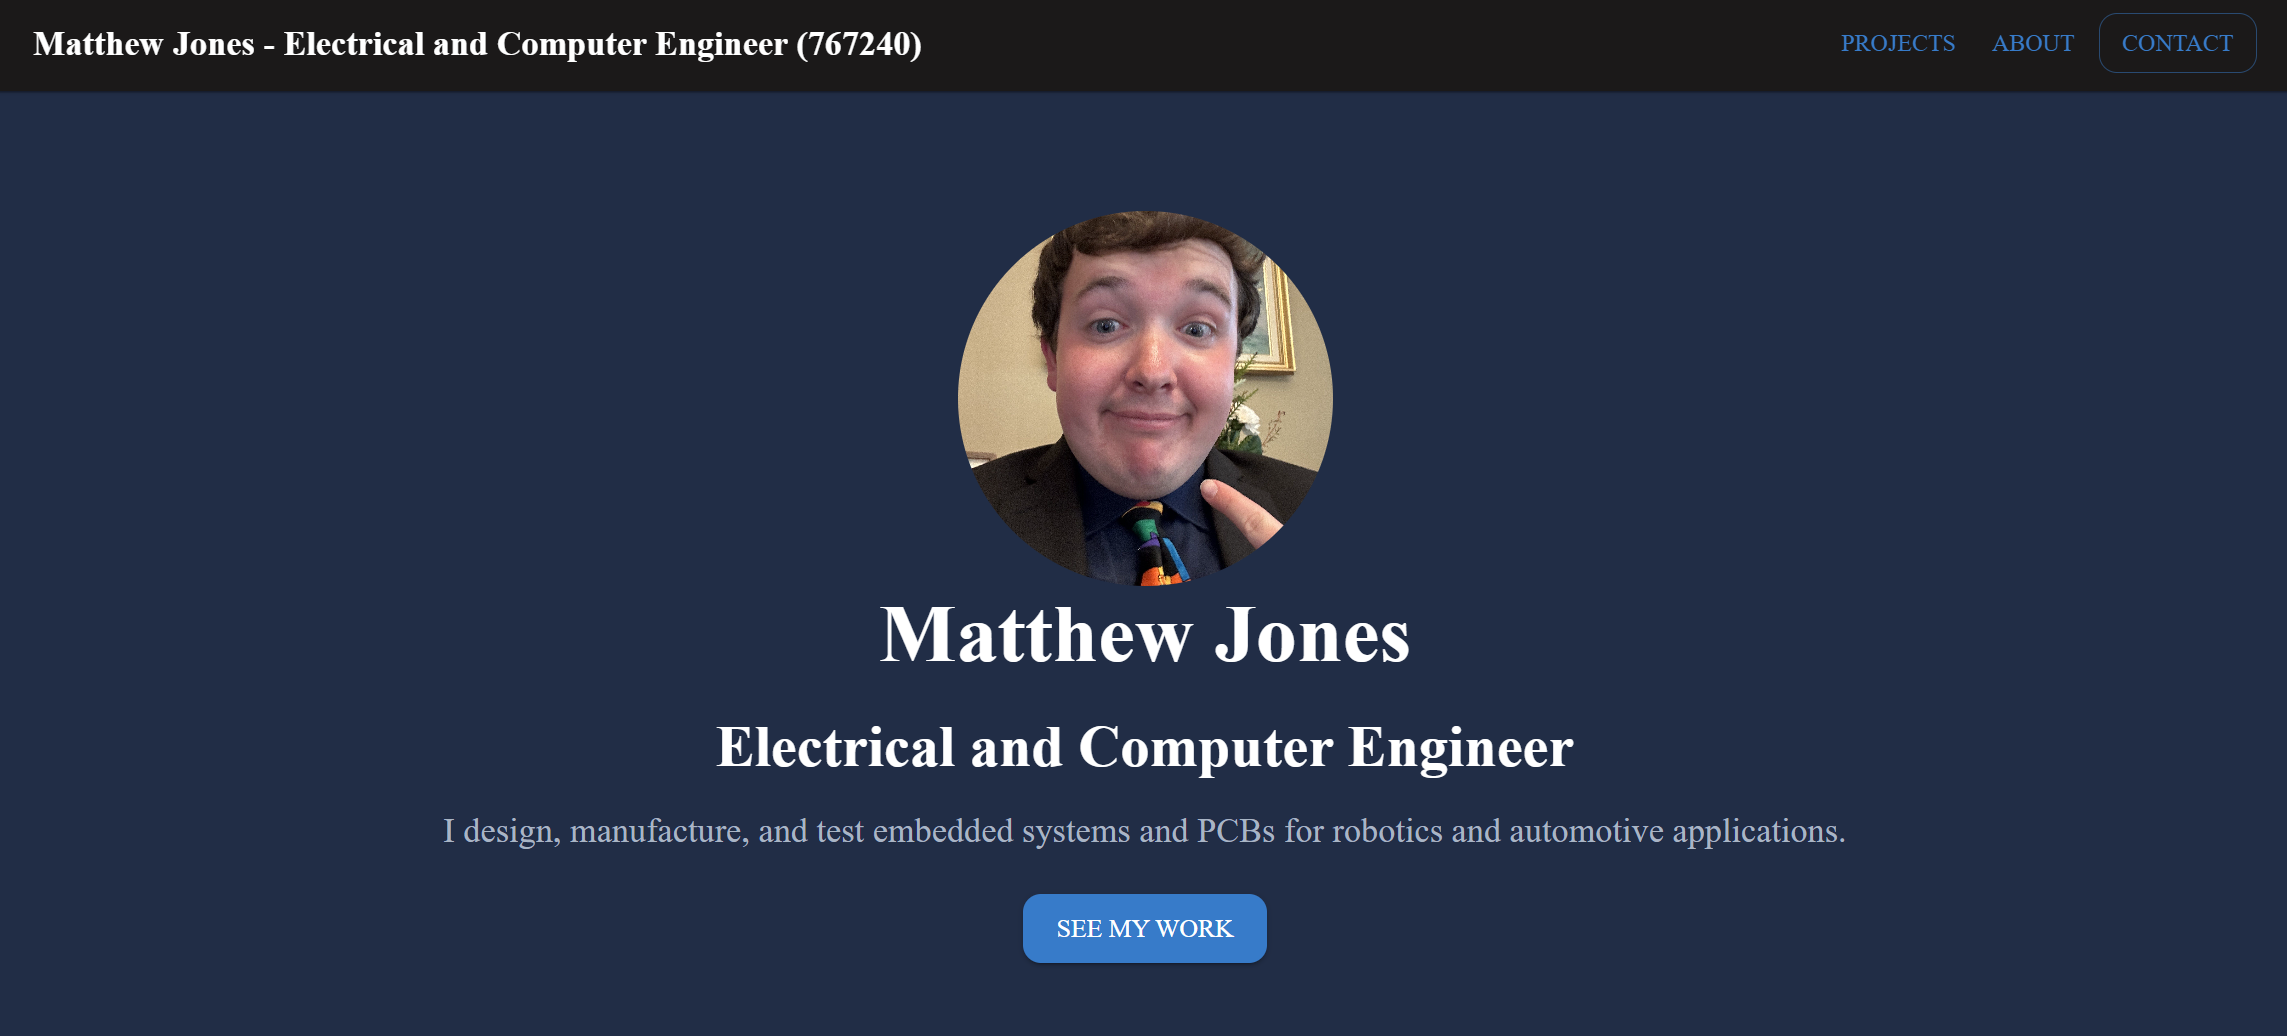 Matthew Jones - Electrical and Computer Engineer (767240)
PROJECTS ABOUT CONTACT
Matthew Jones
Electrical and Computer Engineer
I design, manufacture, and test embedded systems and PCBs for robotics and automotive applications.
SEE MY WORK